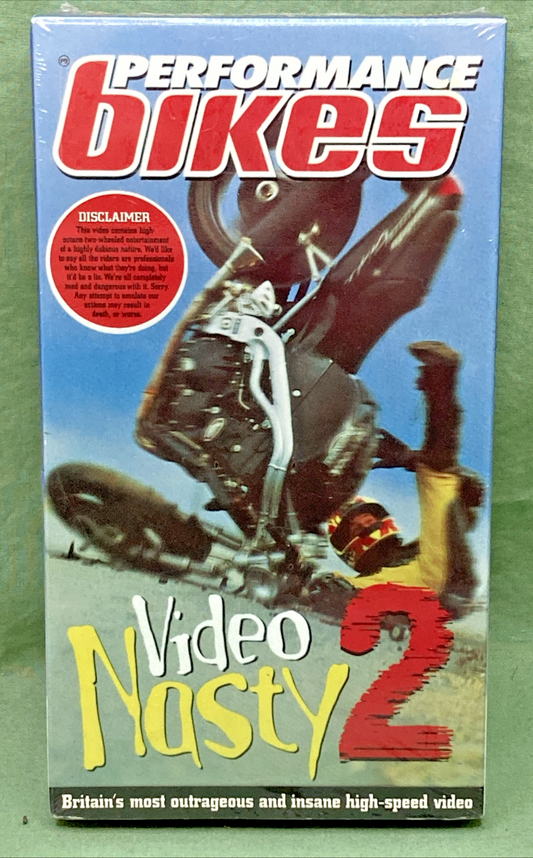 PERFORMANCE
bikes
DISCLAIMER
This video contains high-
octane two-wheeled entertainment
of a highly dubious nature. We'd like
to say all the riders are professionals
who know what they're doing, but
it'd be a lie. We're all completely
mad and dangerous with it. Sorry.
Any attempt to emulate our
actions may result in
death, or worse.
Video
Nasty 2
Britain's most outrageous and insane high-speed video